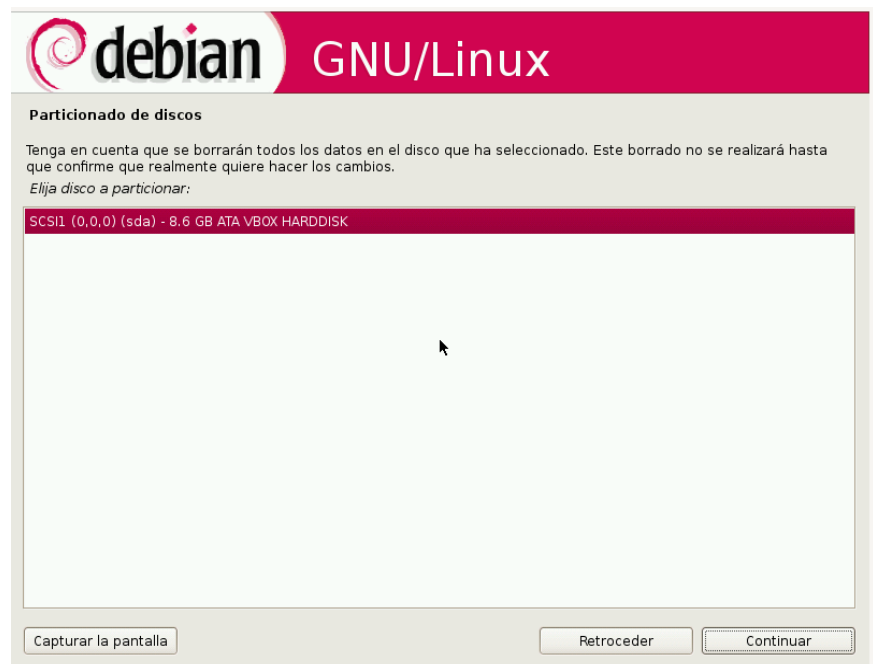 debian GNU/Linux
Particionado de discos
Tenga en cuenta que se borrarán todos los datos en el disco que ha seleccionado. Este borrado no se realizará hasta
que confirme que realmente quiere hacer los cambios.
Elija disco a particionar:
SCSI1 (0,0,0) (sda) - 8.6 GB ATA VBOX HARDDISK
Capturar la pantalla Retroceder Continuar